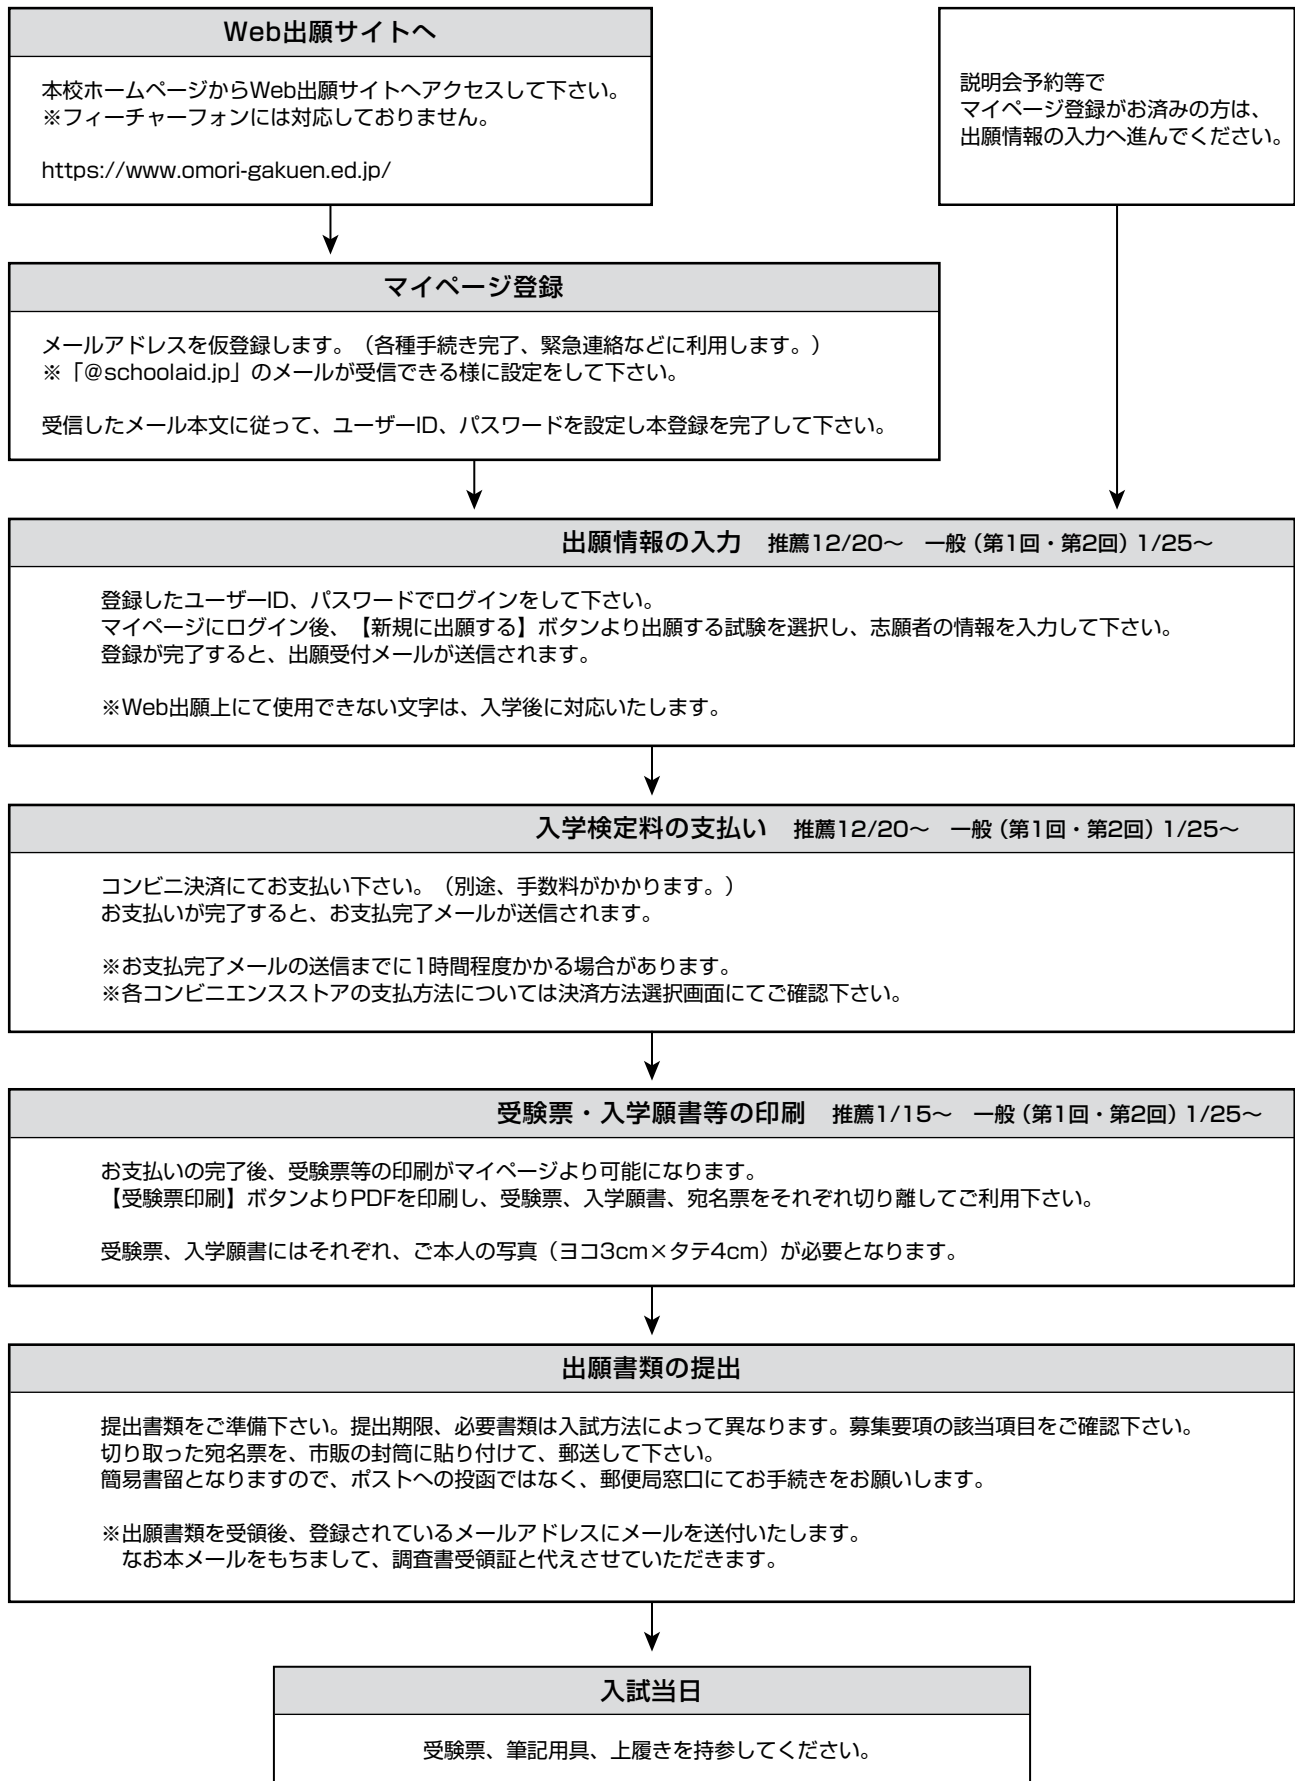 Web出願サイトへ
本校ホームページからWeb出願サイトへアクセスして下さい。
※フィーチャーフォンには対応しておりません。
https://www.omori-gakuen.ed.jp/
説明会予約等で
マイページ登録がお済みの方は、
出願情報の入力へ進んでください。
マイページ登録
メールアドレスを仮登録します。（各種手続き完了、緊急連絡などに利用します。）
※「@schoolaid.jp」のメールが受信できる様に設定をして下さい。
受信したメール本文に従って、ユーザーID、パスワードを設定し本登録を完了して下さい。
出願情報の入力　推薦12/20～　一般（第1回・第2回）1/25～
登録したユーザーID、パスワードでログインをして下さい。
マイページにログイン後、【新規に出願する】ボタンより出願する試験を選択し、志願者の情報を入力して下さい。
登録が完了すると、出願受付メールが送信されます。
※Web出願上にて使用できない文字は、入学後に対応いたします。
入学検定料の支払い　推薦12/20～　一般（第1回・第2回）1/25～
コンビニ決済にてお支払い下さい。（別途、手数料がかかります。）
お支払いが完了すると、お支払完了メールが送信されます。
※お支払完了メールの送信までに1時間程度かかる場合があります。
※各コンビニエンスストアの支払方法については決済方法選択画面にてご確認下さい。
受験票・入学願書等の印刷　推薦1/15～　一般（第1回・第2回）1/25～
お支払いの完了後、受験票等の印刷がマイページより可能になります。
【受験票印刷】ボタンよりPDFを印刷し、受験票、入学願書、宛名票をそれぞれ切り離してご利用下さい。
受験票、入学願書にはそれぞれ、ご本人の写真（ヨコ3cm×タテ4cm）が必要となります。
出願書類の提出
提出書類をご準備下さい。提出期限、必要書類は入試方法によって異なります。募集要項の該当項目をご確認下さい。
切り取った宛名票を、市販の封筒に貼り付けて、郵送して下さい。
簡易書留となりますので、ポストへの投函ではなく、郵便局窓口にてお手続きをお願いします。
※出願書類を受領後、登録されているメールアドレスにメールを送付いたします。
なお本メールをもちまして、調査書受領証と代えさせていただきます。
入試当日
受験票、筆記用具、上履きを持参してください。